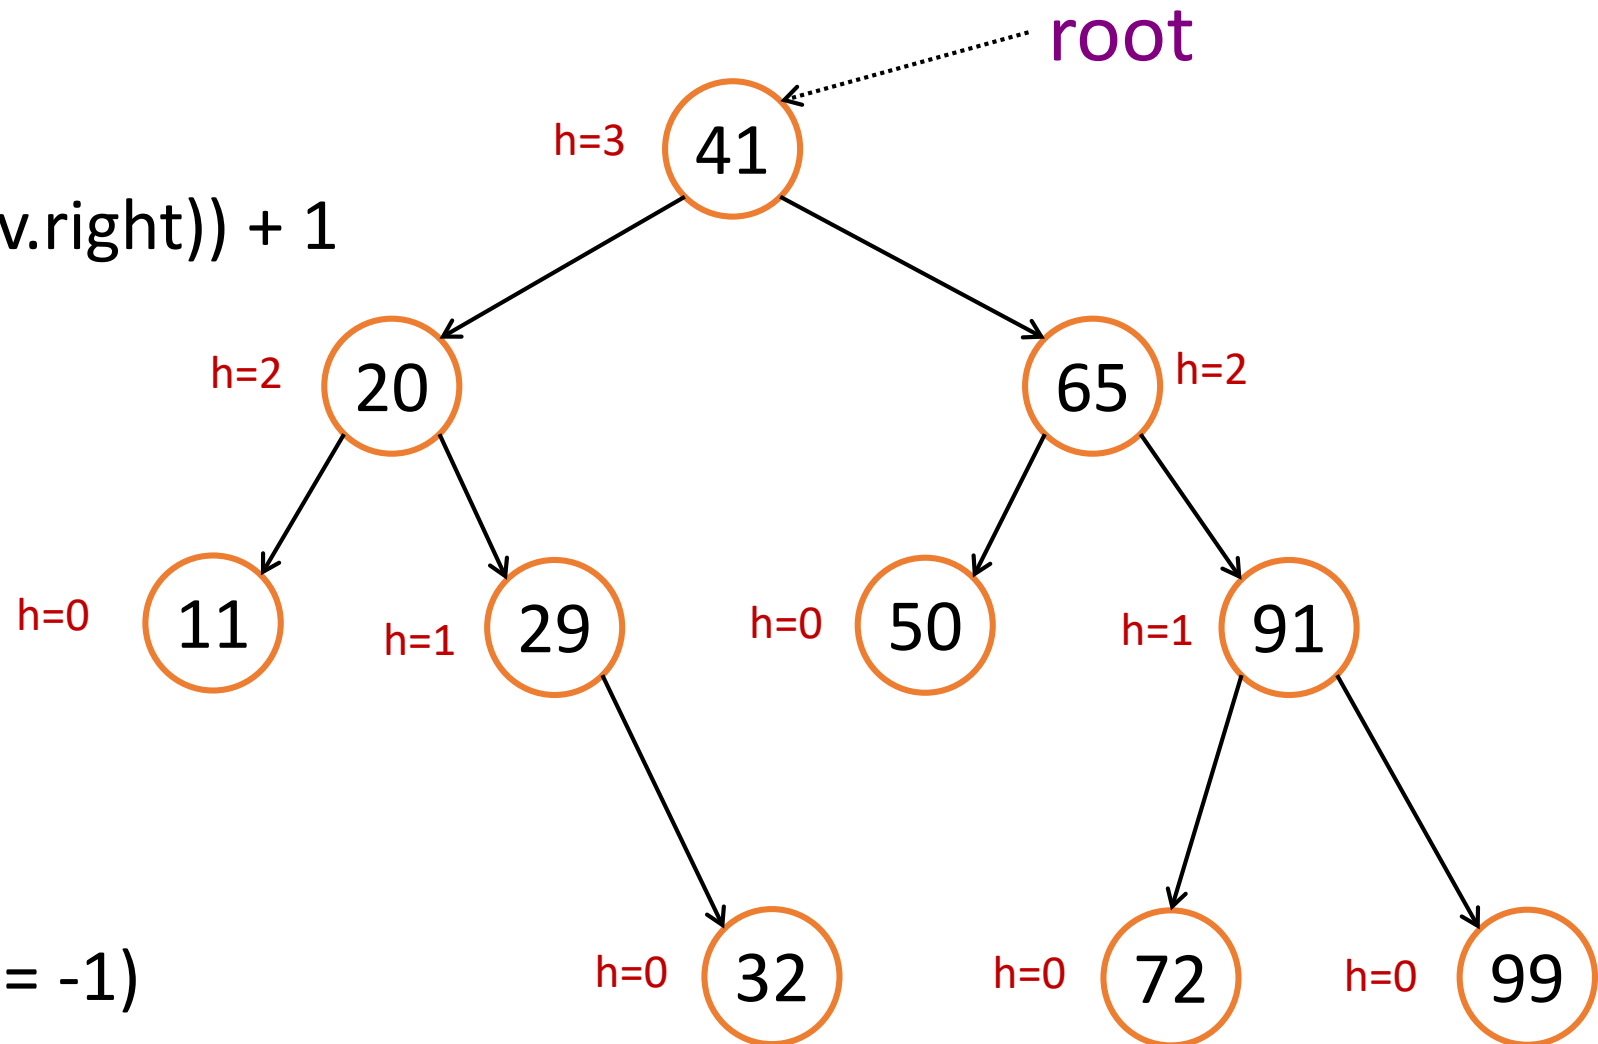 root
h=3 41
v.right)) + 1
h=2 20 65 h=2
h=0 11 h=1 29 h=0 50 h=1 91
= -1) h=0 32 h=0 72 h=0 99